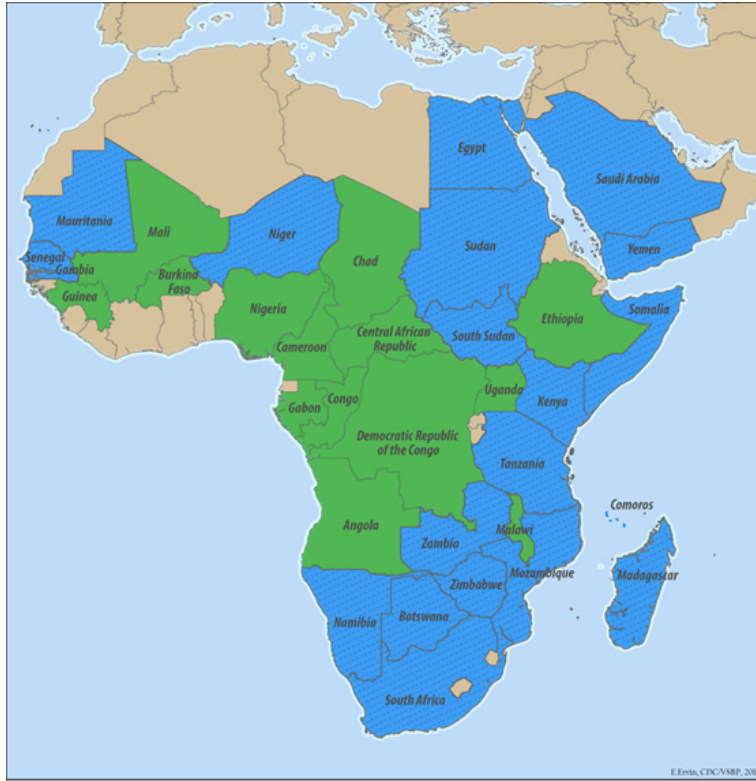 Egypt
Saudi Arabia
Mauritania
Mali
Niger
Chad
Sudan
Yemen
Senegal
Gambia
Burkina
Faso
Guinea
Nigeria
Somalia
Ethiopia
Central African
Republic
South Sudan
Cameroon
Uganda
Kenya
Gabon
Congo
Democratic Republic
of the Congo
Tanzania
Comoros
Angola
Malawi
Zambia
Mozambique
Madagascar
Zimbabwe
Namibia
Botswana
South Africa
E.Ervin, CDC/VSBP,